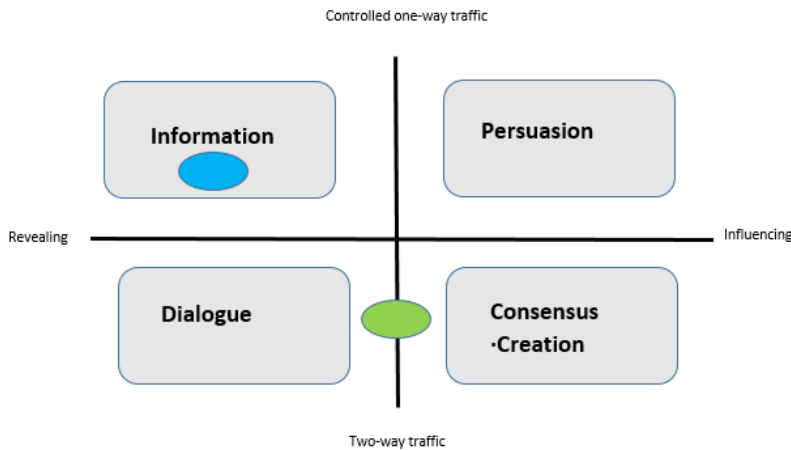 Controlled one-way traffic
Information
Persuasion
Revealing
Influencing
Dialogue
Consensus
·Creation
Two-way traffic